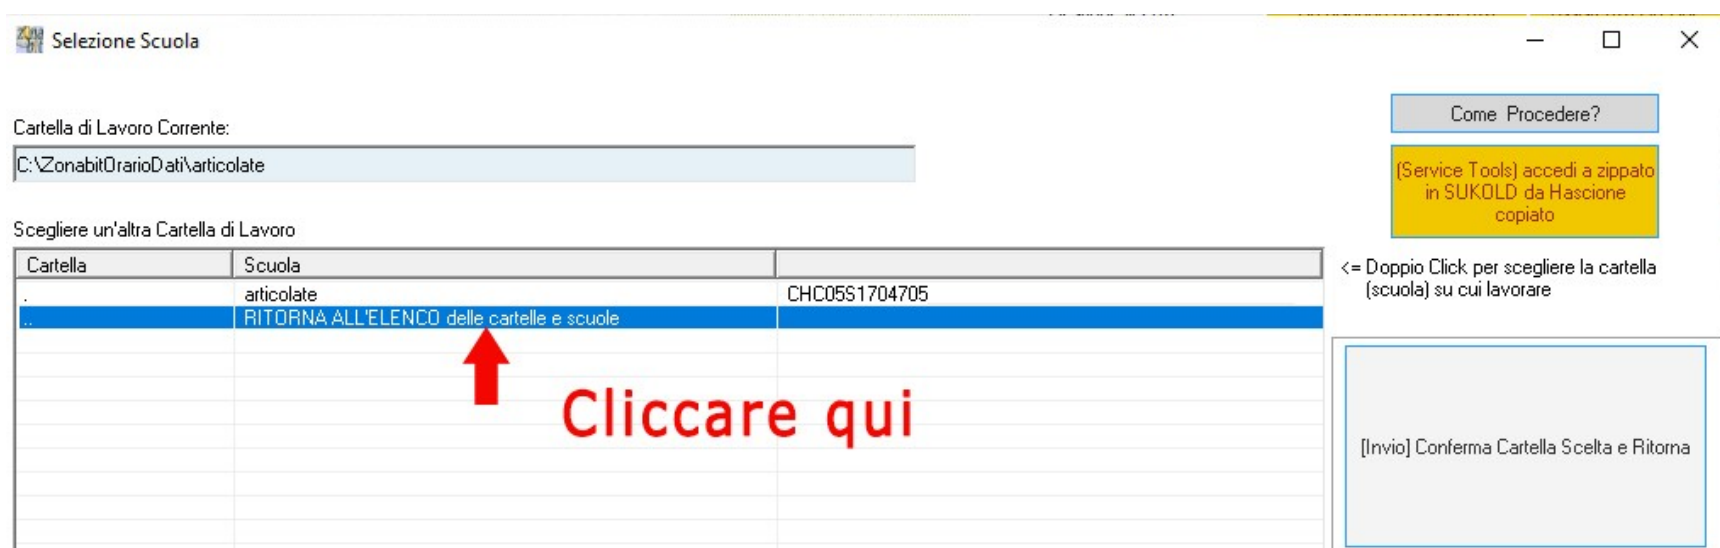 Selezione Scuola
Come Procedere?
Cartella di Lavoro Corrente:
C:\ZonabitOrarioDati\articolate
(Service Tools) accedi a zippato
in SUKOLD da Hascione
copiato
Scegliere un'altra Cartella di Lavoro
Cartella Scuola
<= Doppio Click per scegliere la cartella
(scuola) su cui lavorare
. articolate CHC05S1704705
.. RITORNA ALL'ELENCO delle cartelle e scuole
Cliccare qui
[Invio] Conferma Cartella Scelta e Ritorna